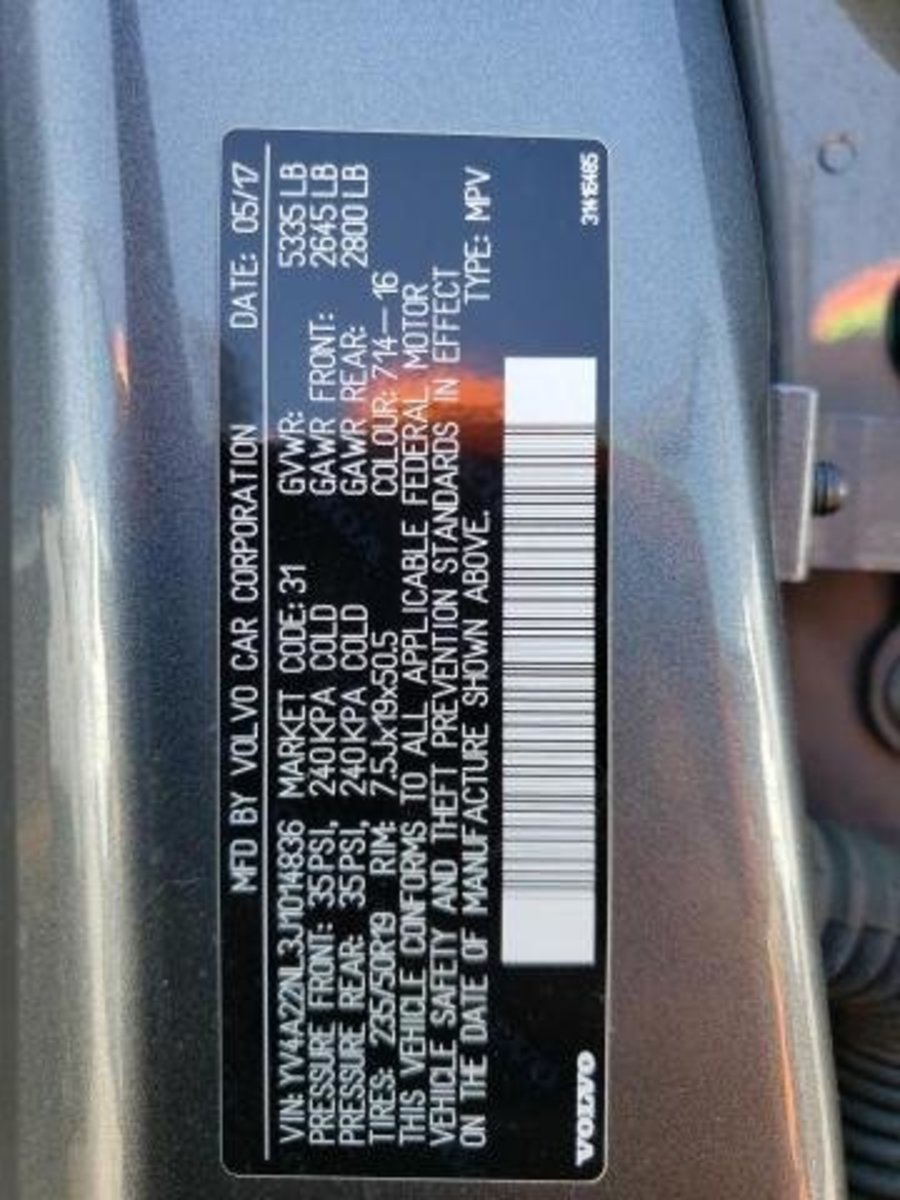 MFD BY VOLVO CAR CORPORATION DATE: 05/17
VIN: YV4A22NL3J1014836 MARKET CODE: 31 GVWR: 5335 LB
PRESSURE FRONT: 35PSI, 240KPA COLD GAWR FRONT: 2645 LB
PRESSURE REAR: 35PSI, 240KPA COLD GAWR REAR: 2800 LB
TIRES: 235/50R19 RIM: 7.5Jx19x50.5 COLOUR: 714-16
THIS VEHICLE CONFORMS TO ALL APPLICABLE FEDERAL MOTOR
VEHICLE SAFETY AND THEFT PREVENTION STANDARDS IN EFFECT
ON THE DATE OF MANUFACTURE SHOWN ABOVE. TYPE: MPV
VOLVO 31416485